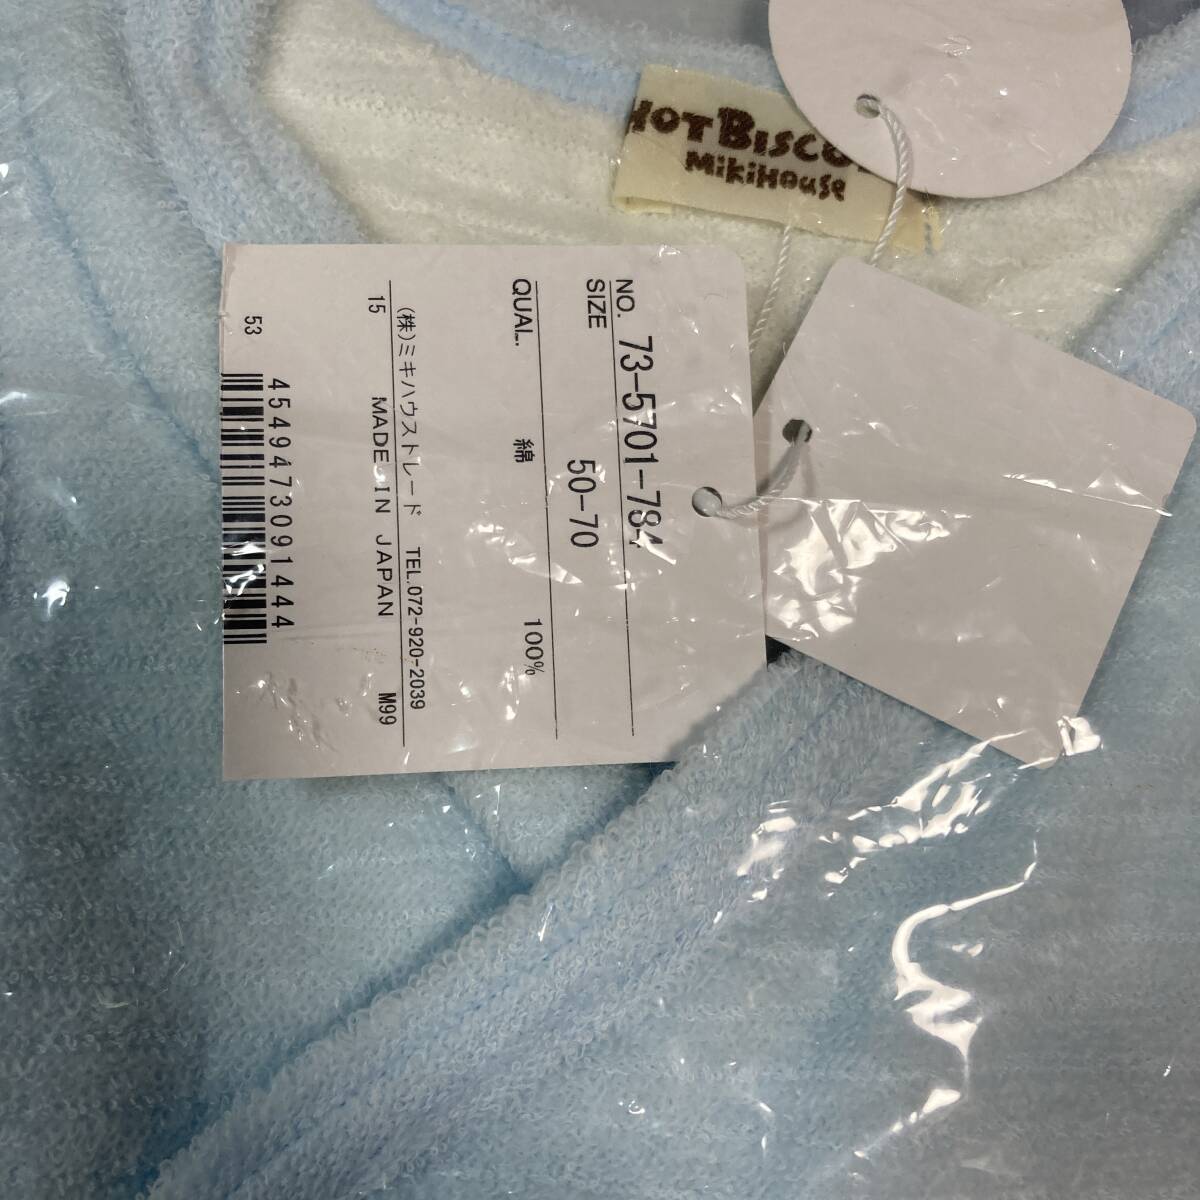 HOT BISCU
MiKiHOUSE
NO. 73-5701-784
SIZE 50-70
QUAL. 綿 100%
(株)ミキハウストレード TEL.072-920-2039
15 MADE IN JAPAN M99
4549473091444
53